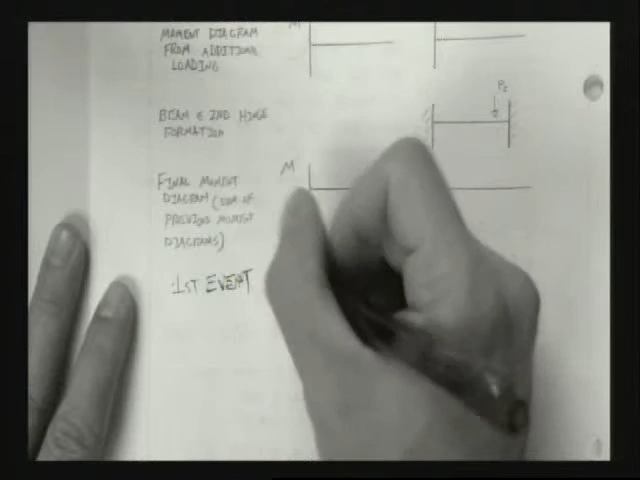 MOMENT DIAGRAM
FROM ADDITIONAL
LOADING
M
BEAM @ 2ND HINGE
FORMATION
P2
FINAL MOMENT
DIAGRAM (SUM OF
PREVIOUS MOMENT
DIAGRAMS)
M
1ST EVENT